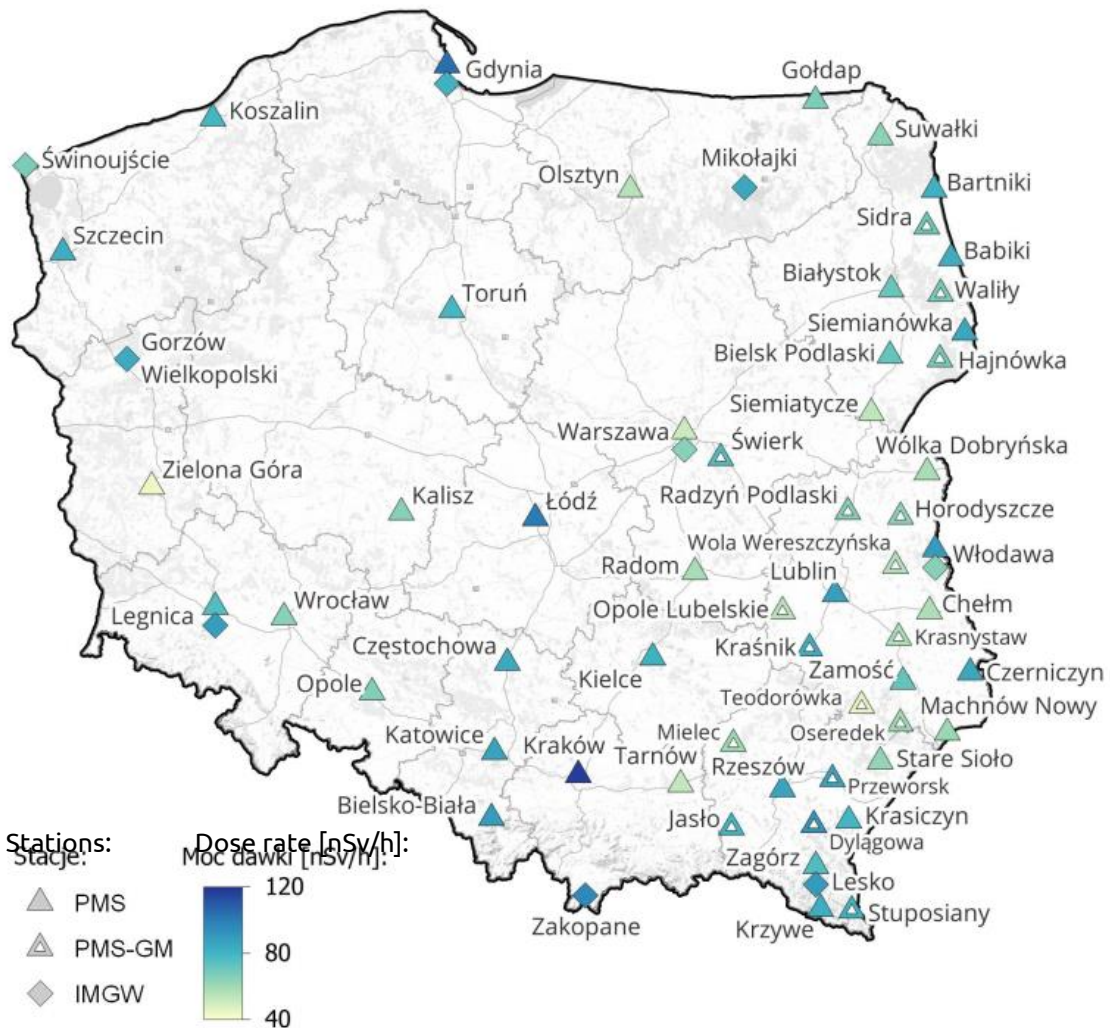 Gdynia
Gołdap
Koszalin
Suwałki
Świnoujście
Mikołajki
Olsztyn
Bartniki
Sidra
Szczecin
Babiki
Białystok
Waliły
Toruń
Siemianówka
Gorzów
Wielkopolski
Bielsk Podlaski
Hajnówka
Siemiatycze
Warszawa
Świerk
Wólka Dobryńska
Zielona Góra
Kalisz
Łódź
Radzyń Podlaski
Horodyszcze
Wola Wereszczyńska
Włodawa
Radom
Lublin
Legnica
Wrocław
Opole Lubelskie
Chełm
Krasnystaw
Częstochowa
Kraśnik
Kielce
Zamość
Czerniczyn
Opole
Teodorówka
Machnów Nowy
Katowice
Kraków
Mielec
Oseredek
Tarnów
Rzeszów
Stare Sioło
Przeworsk
Bielsko-Biała
Jasło
Krasiczyn
Dylągowa
Zagórz
Lesko
Zakopane
Krzywe
Stuposiany
Stations:
Dose rate [nSv/h]:
Stacje:
Moc dawki [nSv/h]:
PMS
PMS-GM
IMGW
120
80
40